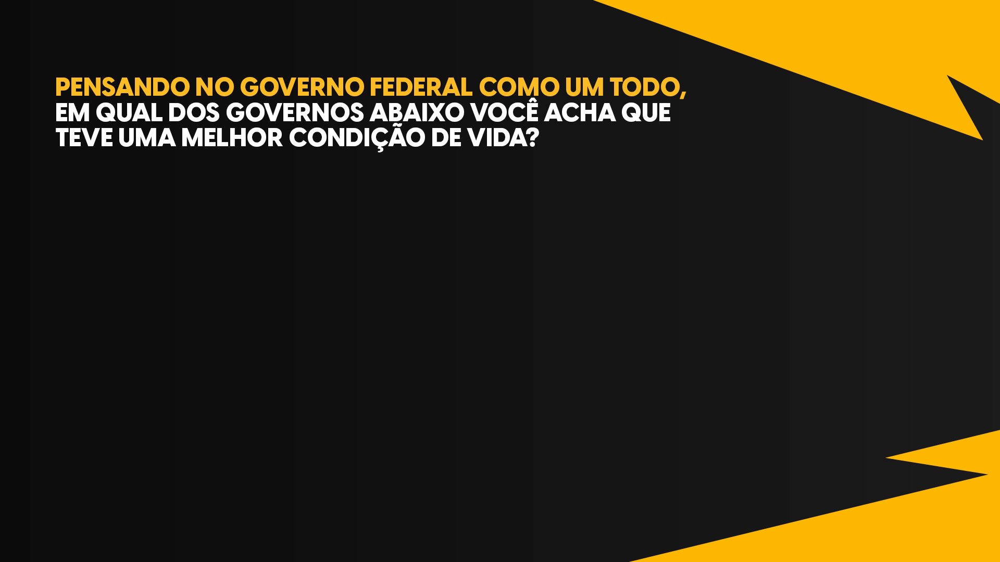 PENSANDO NO GOVERNO FEDERAL COMO UM TODO,
EM QUAL DOS GOVERNOS ABAIXO VOCÊ ACHA QUE
TEVE UMA MELHOR CONDIÇÃO DE VIDA?